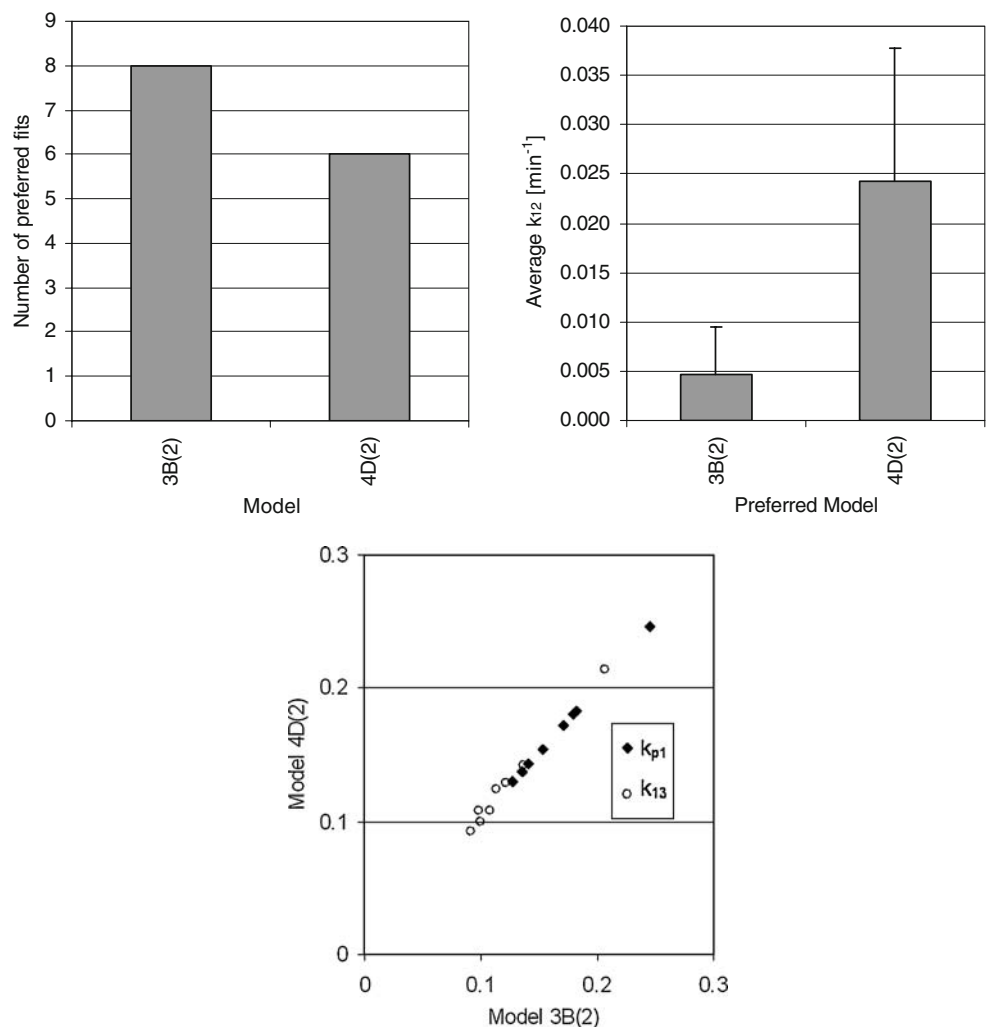 Number of preferred fits
9
8
7
6
5
4
3
2
1
0
3B(2)
4D(2)
Model
Average k12 [min-1]
0.040
0.035
0.030
0.025
0.020
0.015
0.010
0.005
0.000
3B(2)
4D(2)
Preferred Model
Model 4D(2)
0.3
0.2
0.1
0
kp1
k13
0
0.1
0.2
0.3
Model 3B(2)